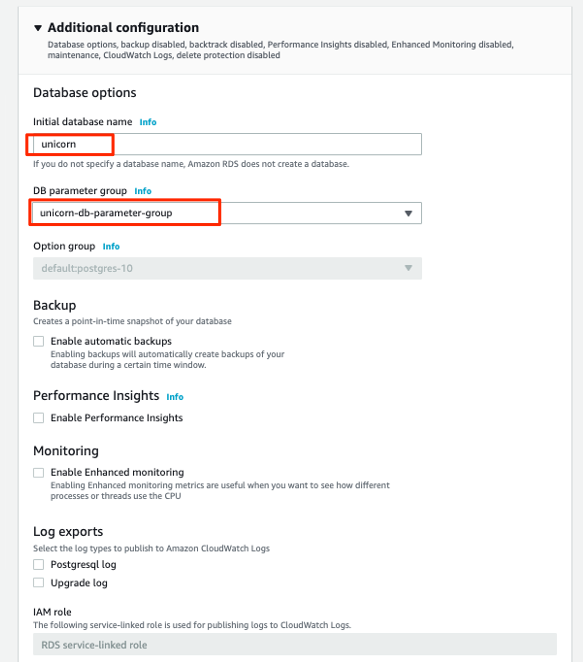 Additional configuration
Database options, backup disabled, backtrack disabled, Performance Insights disabled, Enhanced Monitoring disabled,
maintenance, CloudWatch Logs, delete protection disabled
Database options
Initial database name Info
unicorn
If you do not specify a database name, Amazon RDS does not create a database.
DB parameter group Info
unicorn-db-parameter-group
Option group Info
default:postgres-10
Backup
Creates a point-in-time snapshot of your database
Enable automatic backups
Enabling backups will automatically create backups of your
database during a certain time window.
Performance Insights Info
Enable Performance Insights
Monitoring
Enable Enhanced monitoring
Enabling Enhanced monitoring metrics are useful when you want to see how different
processes or threads use the CPU
Log exports
Select the log types to publish to Amazon CloudWatch Logs
Postgresql log
Upgrade log
IAM role
The following service-linked role is used for publishing logs to CloudWatch Logs.
RDS service-linked role